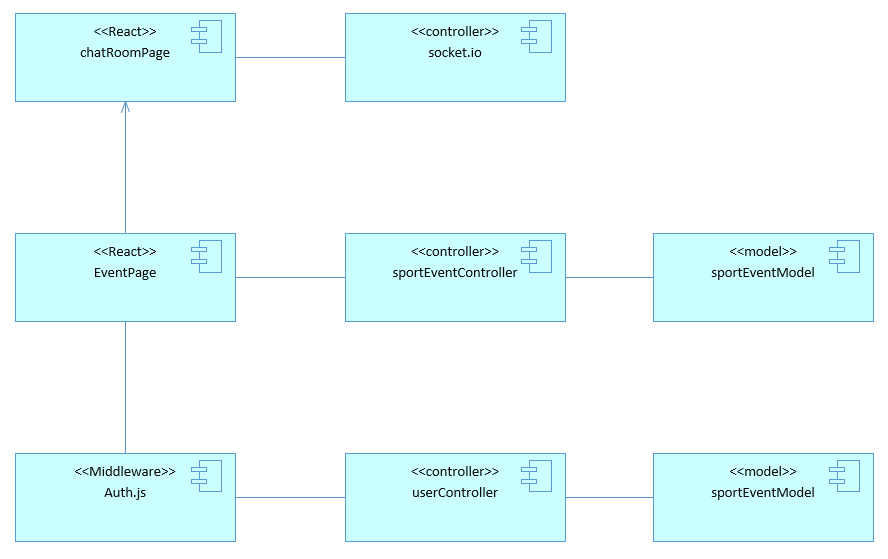 <<React>>
chatRoomPage
<<controller>>
socket.io
<<React>>
EventPage
<<controller>>
sportEventController
<<model>>
sportEventModel
<<Middleware>>
Auth.js
<<controller>>
userController
<<model>>
sportEventModel